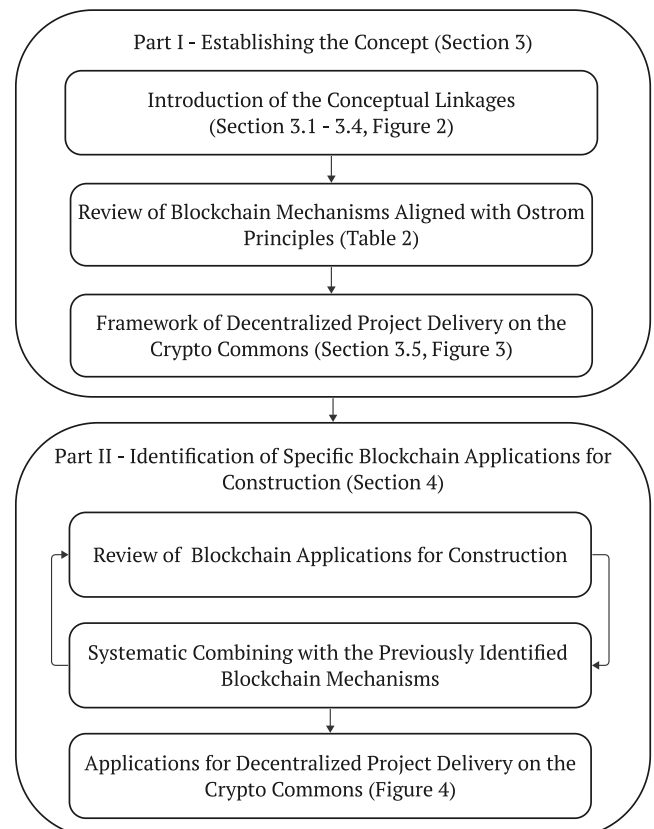 Part I - Establishing the Concept (Section 3)
Introduction of the Conceptual Linkages
(Section 3.1 - 3.4, Figure 2)
Review of Blockchain Mechanisms Aligned with Ostrom
Principles (Table 2)
Framework of Decentralized Project Delivery on the
Crypto Commons (Section 3.5, Figure 3)
Part II - Identification of Specific Blockchain Applications for
Construction (Section 4)
Review of Blockchain Applications for Construction
Systematic Combining with the Previously Identified
Blockchain Mechanisms
Applications for Decentralized Project Delivery on the
Crypto Commons (Figure 4)